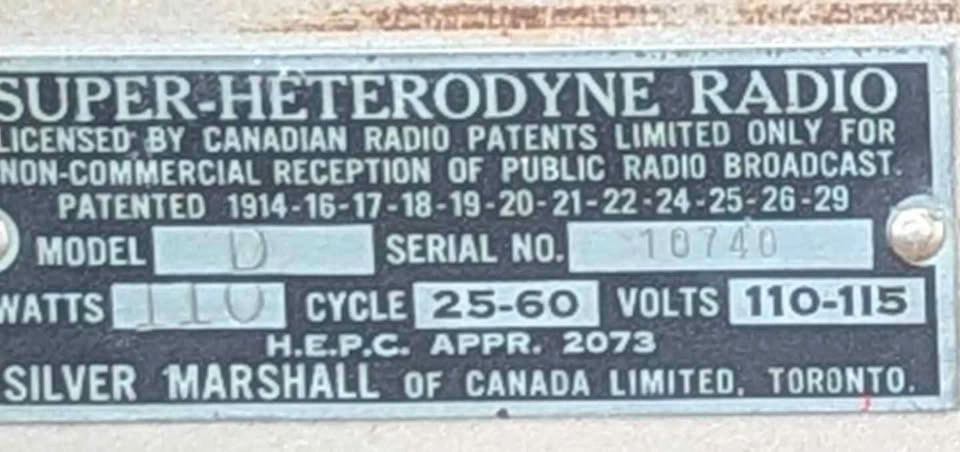 SUPER-HETERODYNE RADIO
LICENSED BY CANADIAN RADIO PATENTS LIMITED ONLY FOR
NON-COMMERCIAL RECEPTION OF PUBLIC RADIO BROADCAST.
PATENTED 1914-16-17-18-19-20-21-22-24-25-26-29
MODEL D SERIAL NO. 10740
WATTS 110 CYCLE 25-60 VOLTS 110-115
H.E.P.C. APPR. 2073
SILVER MARSHALL OF CANADA LIMITED, TORONTO.